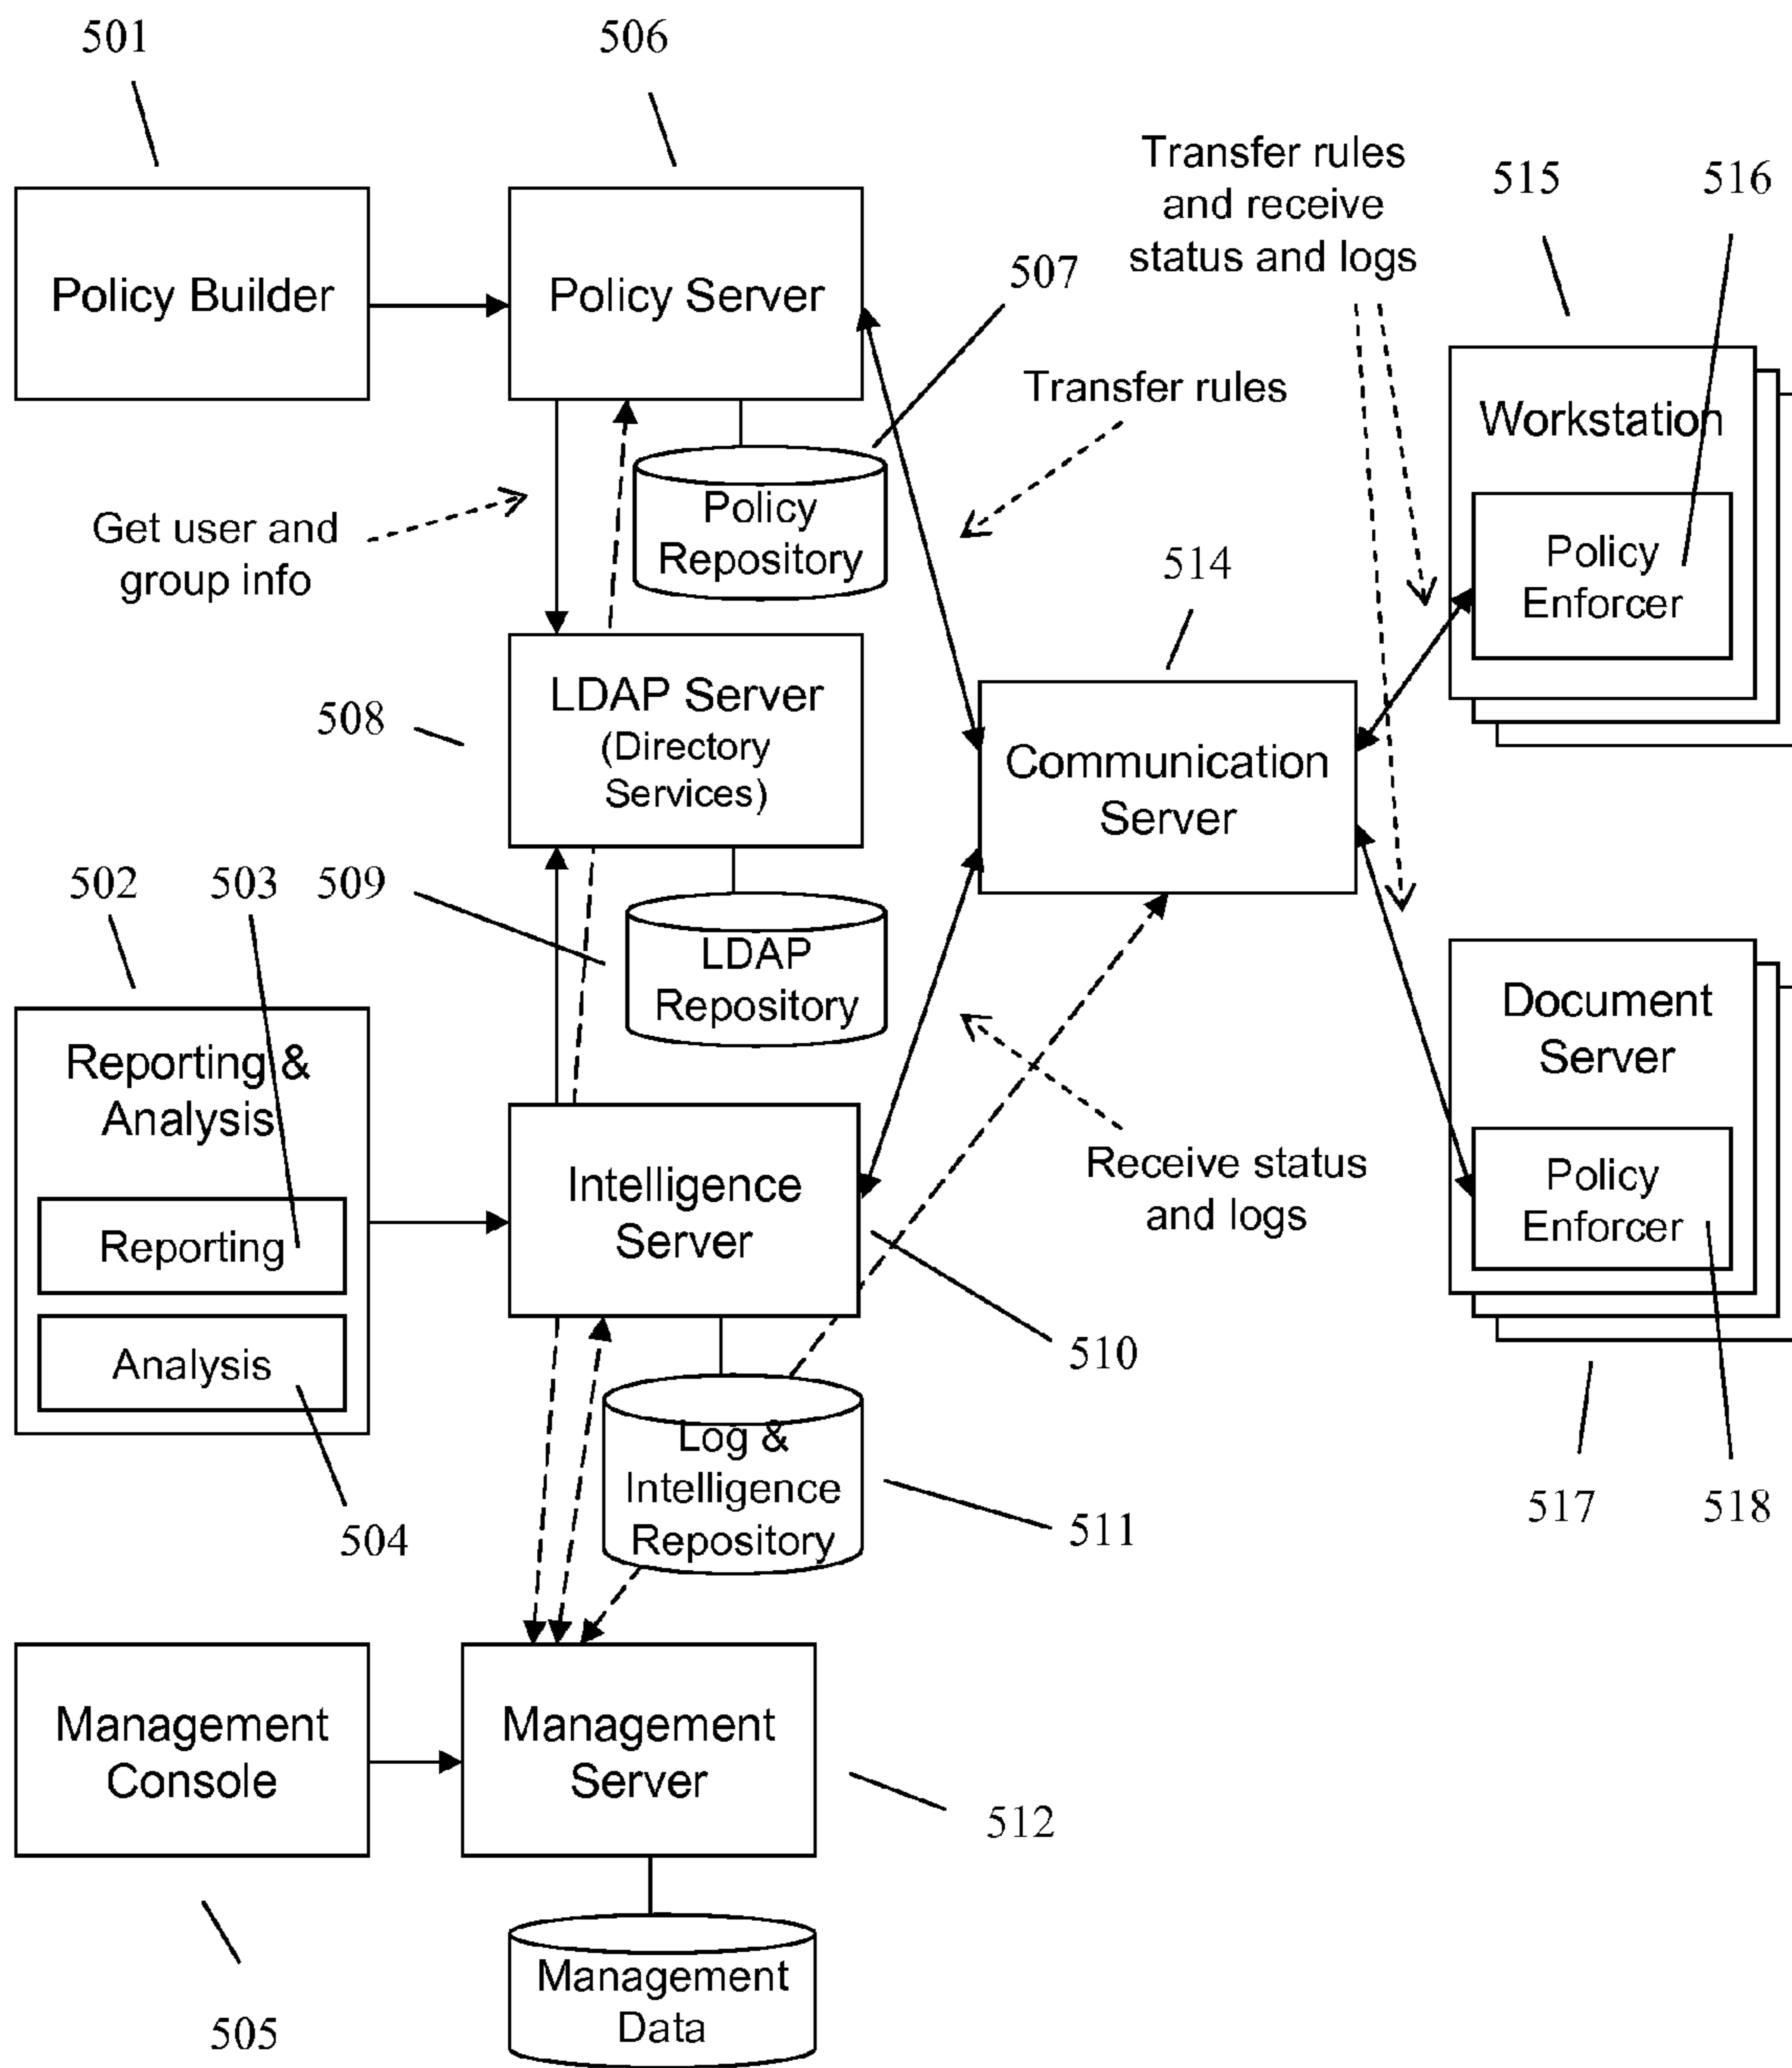 501
506
Transfer rules
and receive
status and logs
515
516
507
Policy Builder
Policy Server
Transfer rules
Workstation
Policy
Repository
Get user and
group info
Policy
Enforcer
514
508
LDAP Server
(Directory
Services)
Communication
Server
502
503
509
LDAP
Repository
Document
Server
Reporting &
Analysis
Receive status
and logs
Policy
Enforcer
Intelligence
Server
Reporting
Analysis
510
Log &
Intelligence
Repository
504
511
517
518
Management
Console
Management
Server
512
505
Management
Data